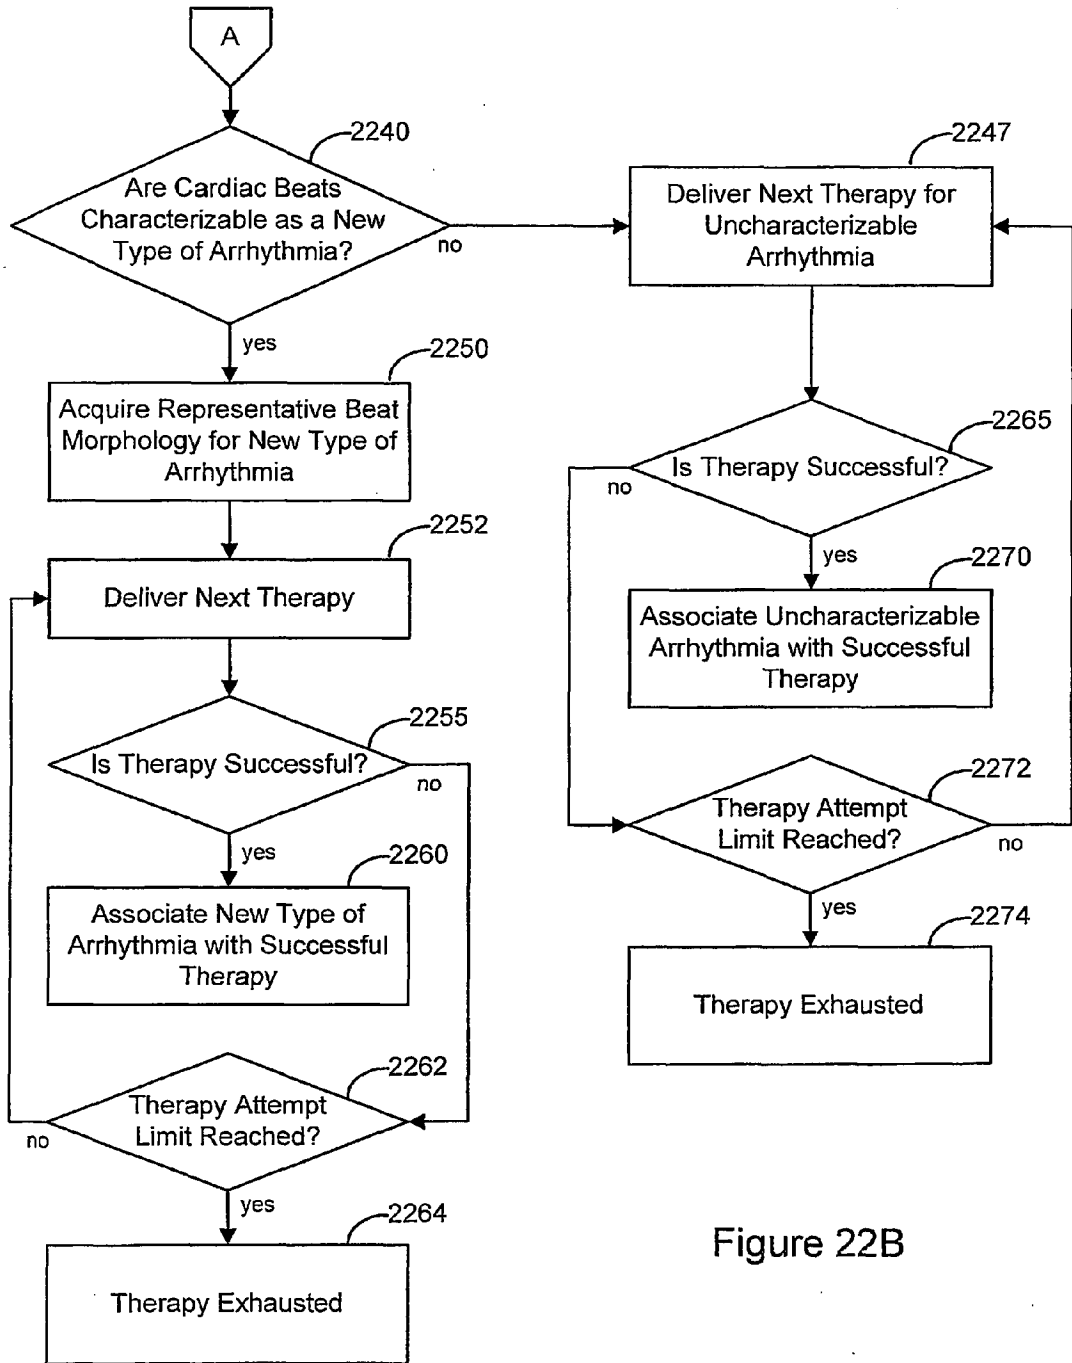 A
2240
Are Cardiac Beats
Characterizable as a New
Type of Arrhythmia?
no
yes
2250
Acquire Representative Beat
Morphology for New Type of
Arrhythmia
2252
Deliver Next Therapy
2255
Is Therapy Successful?
no
yes
2260
Associate New Type of
Arrhythmia with Successful
Therapy
2262
Therapy Attempt
Limit Reached?
no
yes
2264
Therapy Exhausted
2247
Deliver Next Therapy for
Uncharacterizable
Arrhythmia
2265
Is Therapy Successful?
no
yes
2270
Associate Uncharacterizable
Arrhythmia with Successful
Therapy
2272
Therapy Attempt
Limit Reached?
no
yes
2274
Therapy Exhausted
Figure 22B